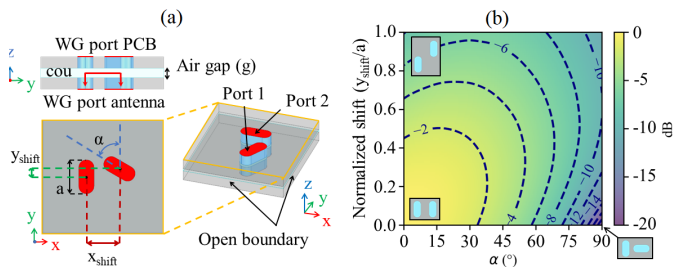 (a)
WG port PCB
z
y
cou
Air gap (g)
WG port antenna
Port 1
Port 2
α
y_shift
a
x_shift
y
x
Open boundary
z
y
x
(b)
Normalized shift (y_shift/a)
1.0
0.8
0.6
0.4
0.2
0.0
0
15
30
45
60
75
90
α (°)
−2
−4
−6
−8
−10
−12
−14
0
−5
−10
−15
−20
dB